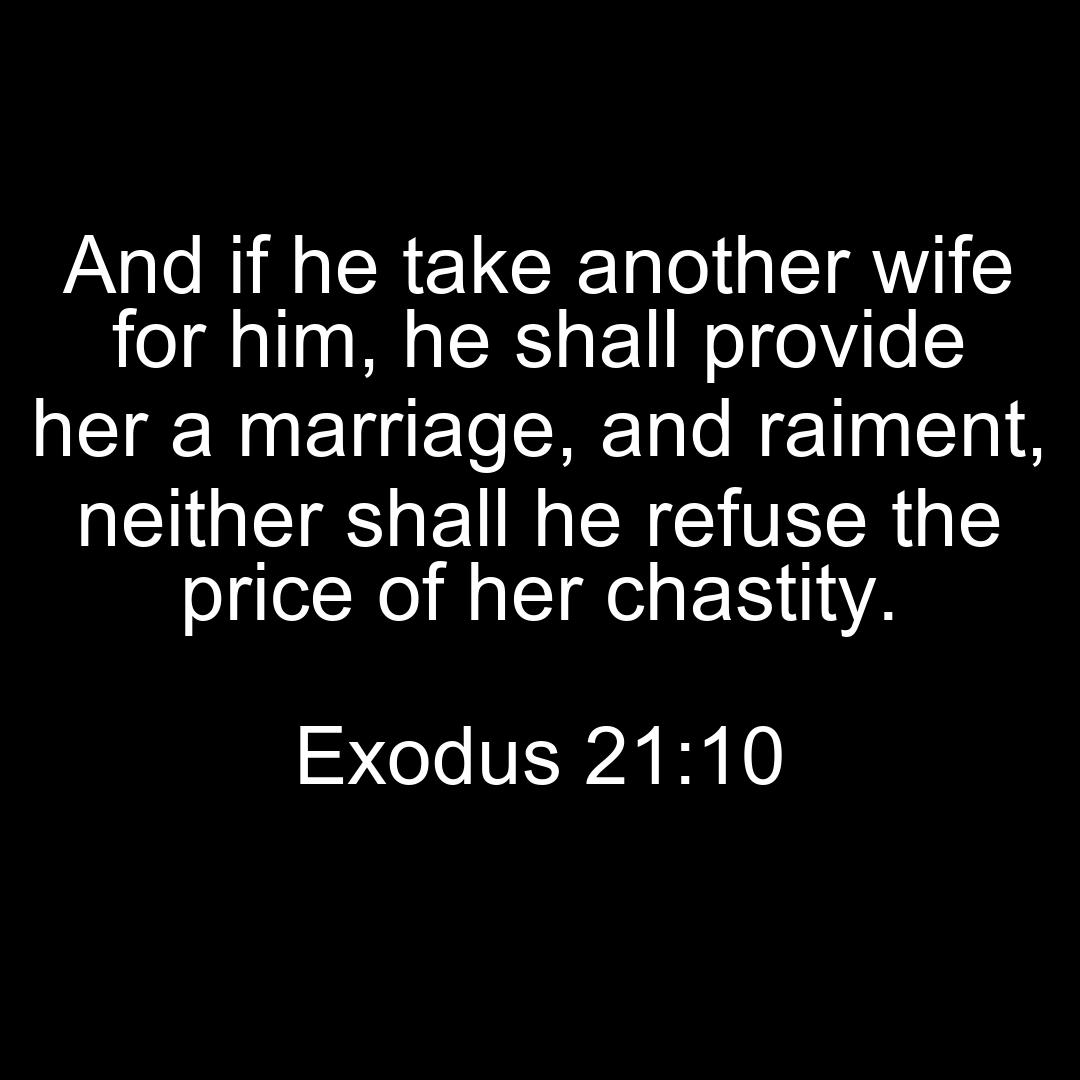 And if he take another wife
for him, he shall provide
her a marriage, and raiment,
neither shall he refuse the
price of her chastity.
Exodus 21:10